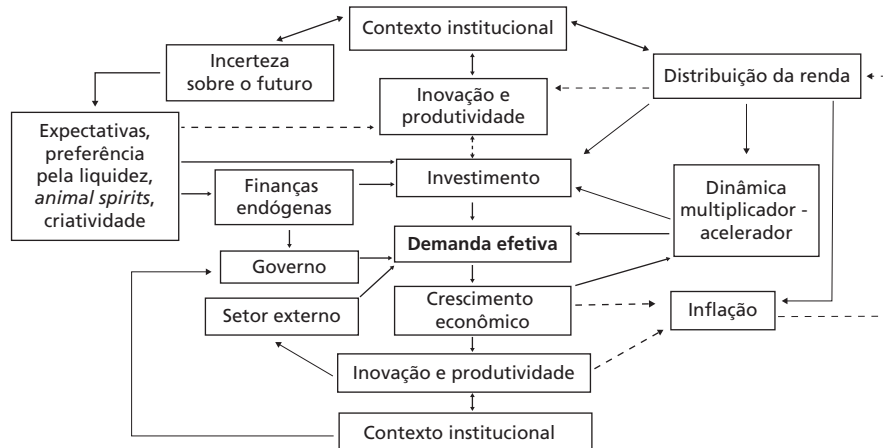 Contexto institucional
Incerteza
sobre o futuro
Distribuição da renda
Inovação e
produtividade
Expectativas,
preferência
pela liquidez,
animal spirits,
criatividade
Finanças
endógenas
Investimento
Dinâmica
multiplicador -
acelerador
Demanda efetiva
Governo
Setor externo
Crescimento
econômico
Inflação
Inovação e produtividade
Contexto institucional